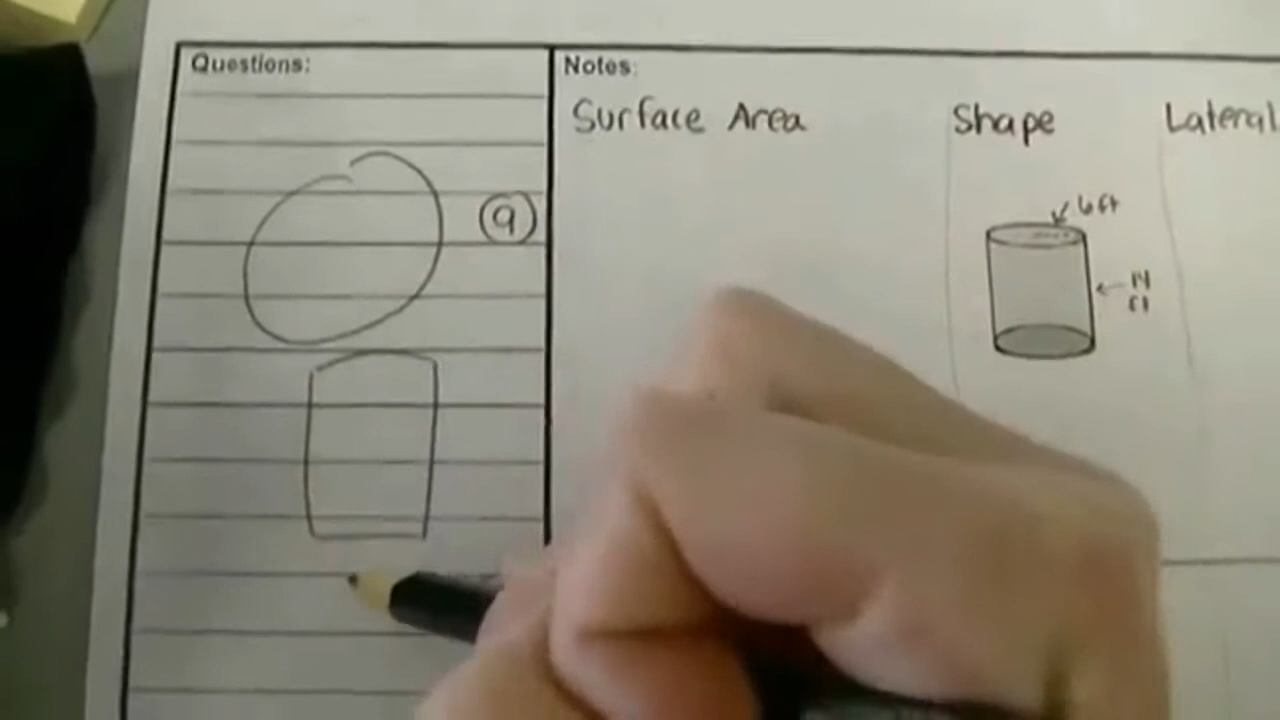 Questions:
Notes:
Surface Area
Shape
Lateral
9
6ft
14
ft